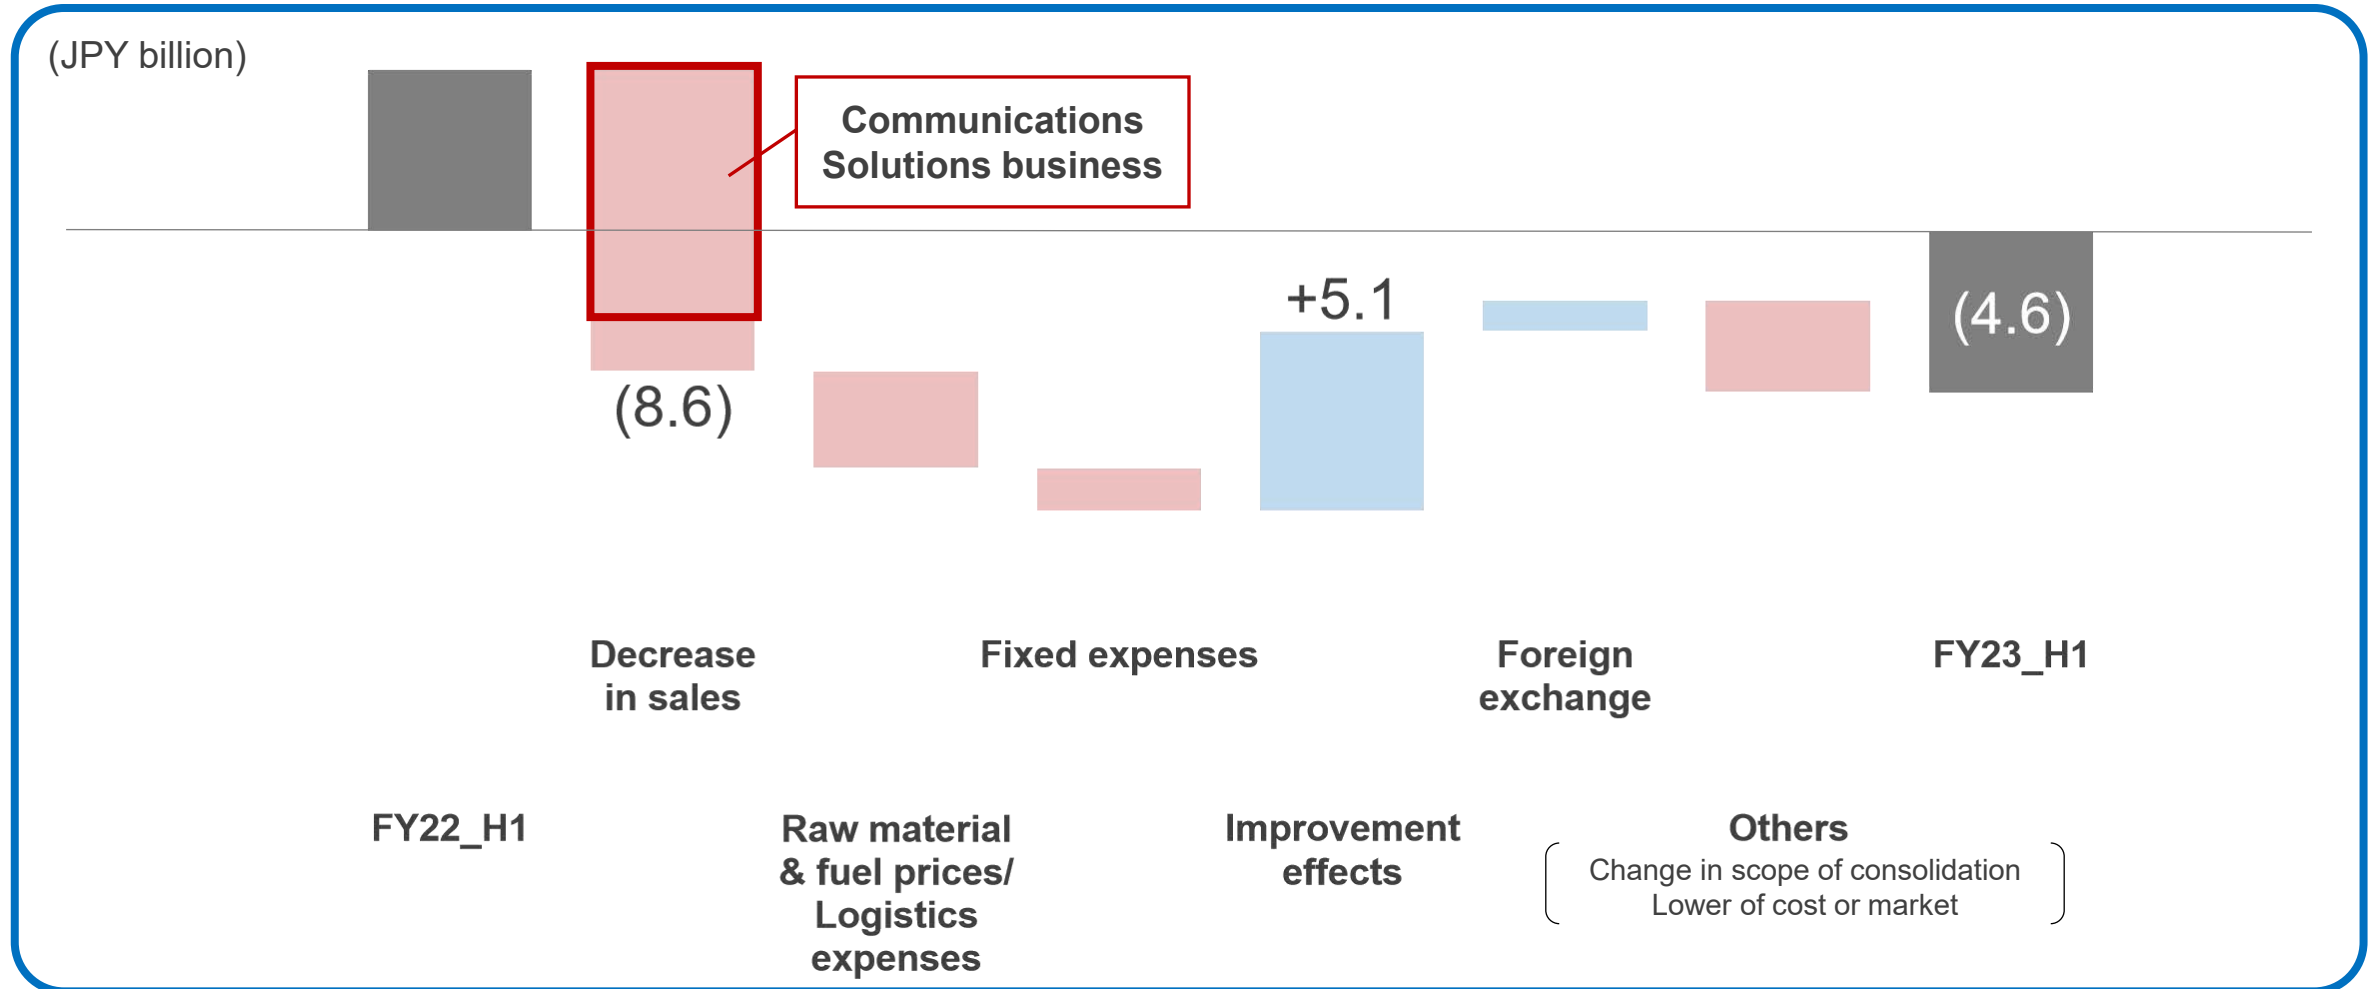 (JPY billion)
Communications
Solutions business
+5.1
(4.6)
(8.6)
Decrease
in sales
Fixed expenses
Foreign
exchange
FY23_H1
FY22_H1
Raw material
& fuel prices/
Logistics
expenses
Improvement
effects
Others
Change in scope of consolidation
Lower of cost or market